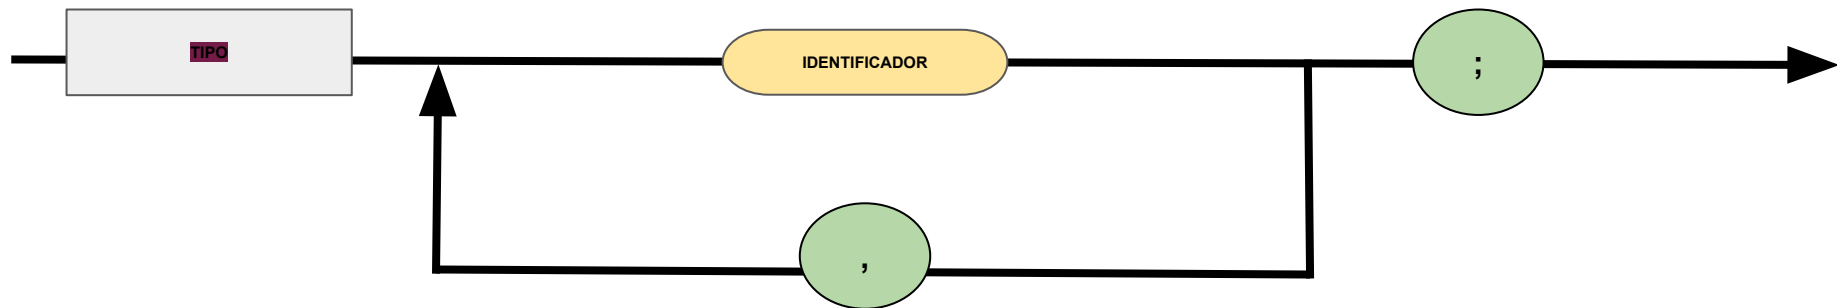 TIPO
IDENTIFICADOR
;
,